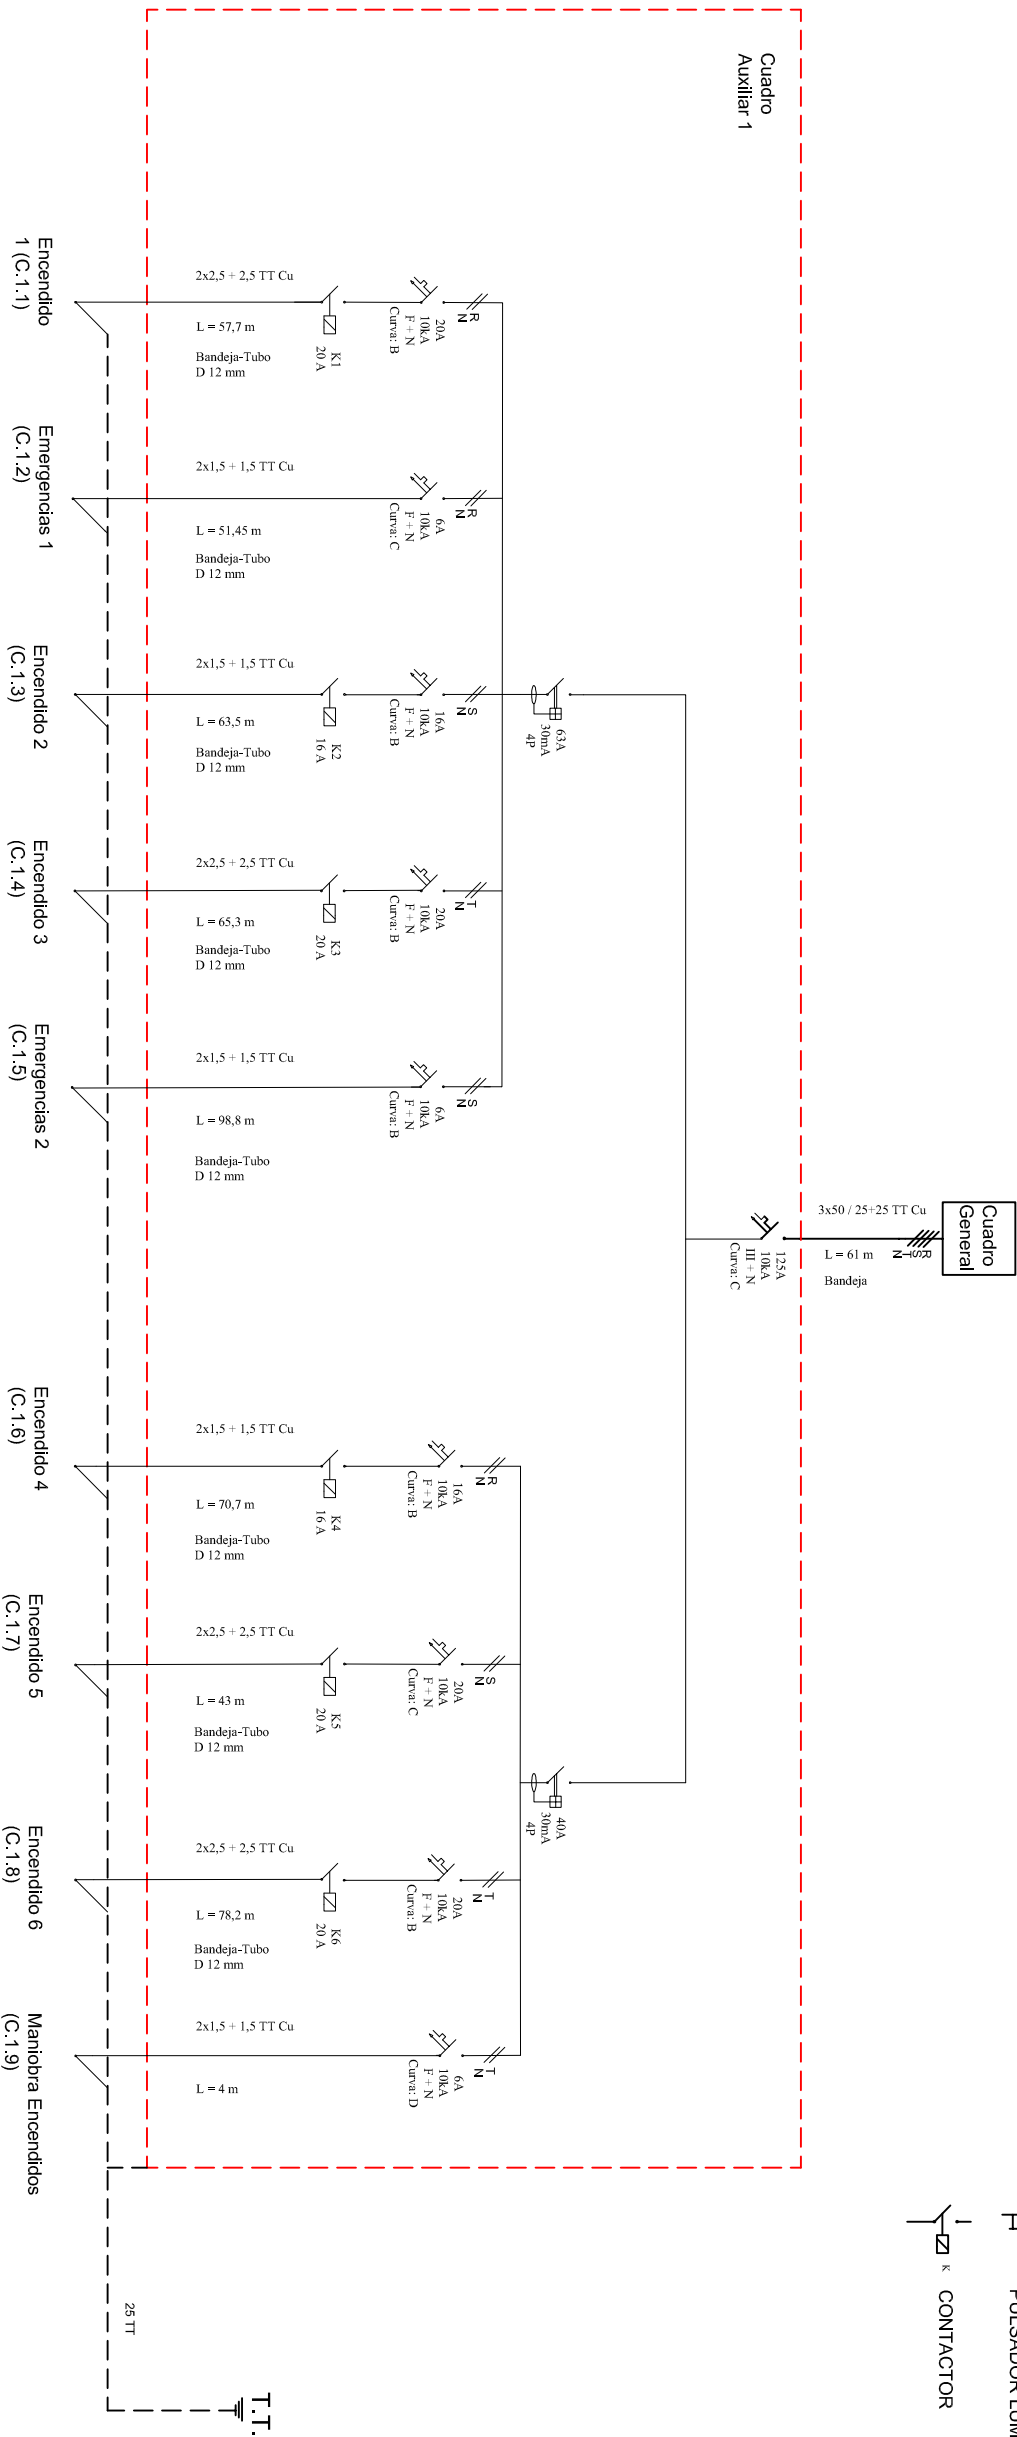 Cuadro
Auxiliar 1
Cuadro
General
3x50 / 25+25 TT Cu
R
S
T
N
L = 61 m
Bandeja
125A
10kA
III + N
Curva: C
63A
30mA
4P
40A
30mA
4P
R
N
20A
10kA
F + N
Curva: B
K1
20 A
2x2,5 + 2,5 TT Cu
L = 57,7 m
Bandeja-Tubo
D 12 mm
Encendido
1 (C.1.1)
R
N
6A
10kA
F + N
Curva: C
2x1,5 + 1,5 TT Cu
L = 51,45 m
Bandeja-Tubo
D 12 mm
Emergencias 1
(C.1.2)
S
N
16A
10kA
F + N
Curva: B
K2
16 A
2x1,5 + 1,5 TT Cu
L = 63,5 m
Bandeja-Tubo
D 12 mm
Encendido 2
(C.1.3)
T
N
20A
10kA
F + N
Curva: B
K3
20 A
2x2,5 + 2,5 TT Cu
L = 65,3 m
Bandeja-Tubo
D 12 mm
Encendido 3
(C.1.4)
S
N
6A
10kA
F + N
Curva: B
2x1,5 + 1,5 TT Cu
L = 98,8 m
Bandeja-Tubo
D 12 mm
Emergencias 2
(C.1.5)
R
N
16A
10kA
F + N
Curva: B
K4
16 A
2x1,5 + 1,5 TT Cu
L = 70,7 m
Bandeja-Tubo
D 12 mm
Encendido 4
(C.1.6)
S
N
20A
10kA
F + N
Curva: C
K5
20 A
2x2,5 + 2,5 TT Cu
L = 43 m
Bandeja-Tubo
D 12 mm
Encendido 5
(C.1.7)
T
N
20A
10kA
F + N
Curva: B
K6
20 A
2x2,5 + 2,5 TT Cu
L = 78,2 m
Bandeja-Tubo
D 12 mm
Encendido 6
(C.1.8)
T
N
6A
10kA
F + N
Curva: D
2x1,5 + 1,5 TT Cu
L = 4 m
Maniobra Encendidos
(C.1.9)
25 TT
T.T.
PULSADOR
K
CONTACTOR